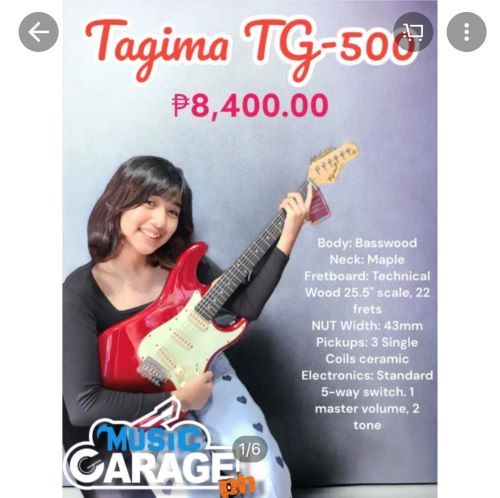 Tagima TG-500
₱8,400.00
Body: Basswood
Neck: Maple
Fretboard: Technical
Wood 25.5" scale, 22
frets
NUT Width: 43mm
Pickups: 3 Single
Coils ceramic
Electronics: Standard
5-way switch. 1
master volume, 2
tone
MUSIC
GARAGE
ph
1/6